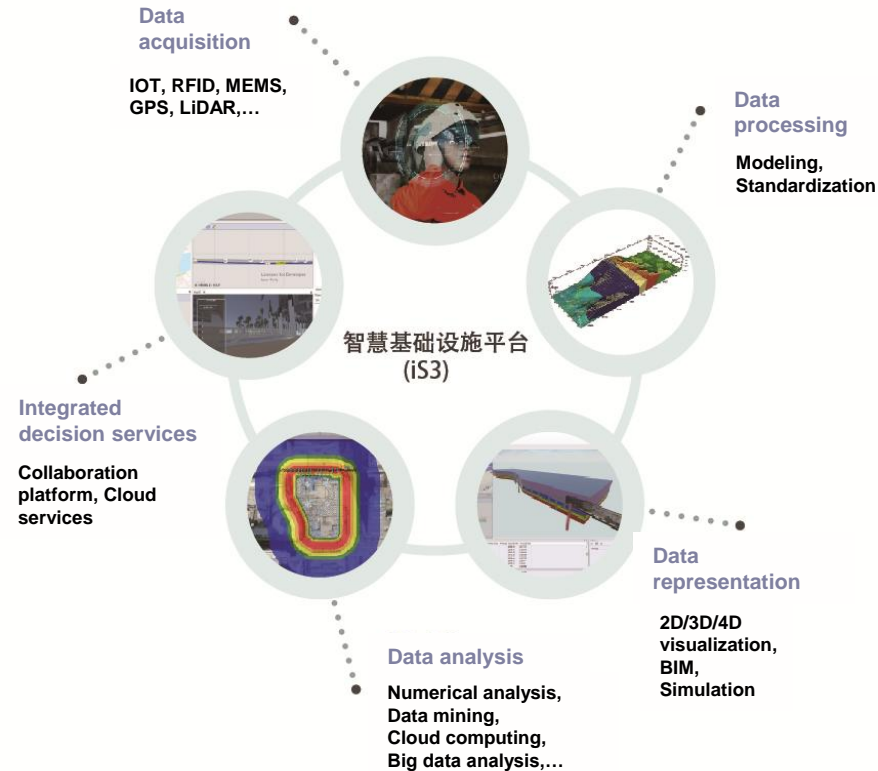 Data
acquisition
IOT, RFID, MEMS,
GPS, LiDAR,…
Data
processing
Modeling,
Standardization
智慧基础设施平台
(iS3)
Integrated
decision services
Collaboration
platform, Cloud
services
Data
representation
2D/3D/4D
visualization,
BIM,
Simulation
Data analysis
Numerical analysis,
Data mining,
Cloud computing,
Big data analysis,…